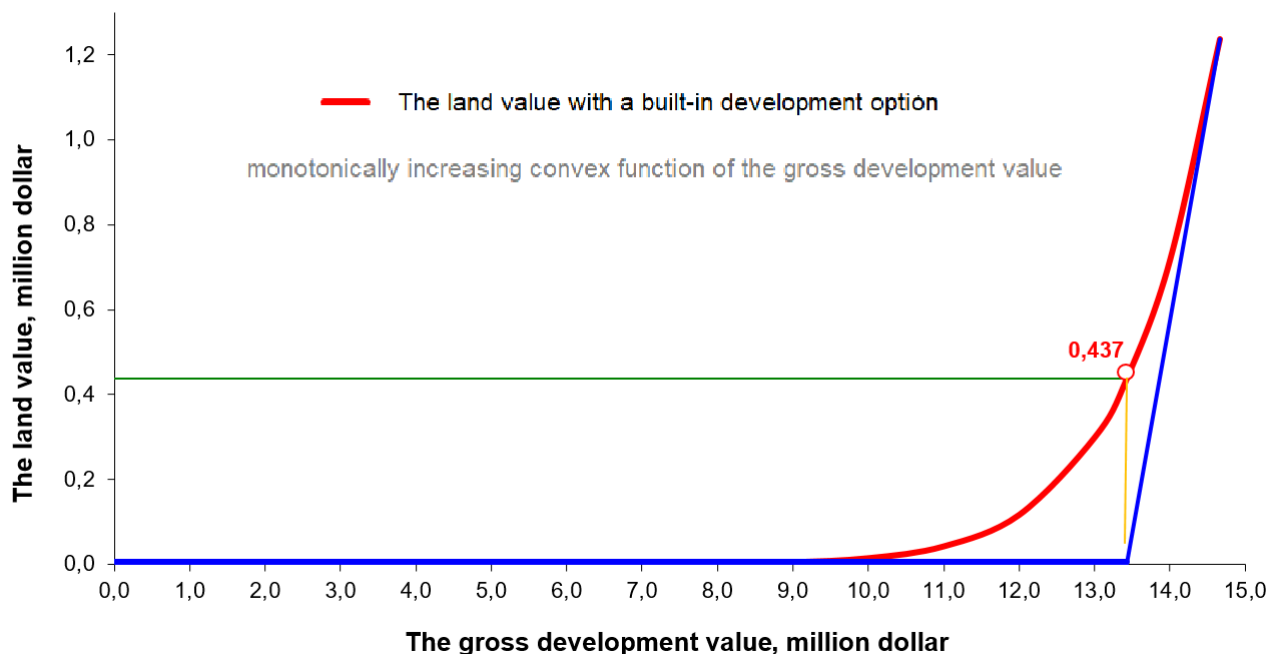 The land value, million dollar
1,2
1,0
0,8
0,6
0,4
0,2
0,0
The land value with a built-in development option
monotonically increasing convex function of the gross development value
0,437
0,0 1,0 2,0 3,0 4,0 5,0 6,0 7,0 8,0 9,0 10,0 11,0 12,0 13,0 14,0 15,0
The gross development value, million dollar